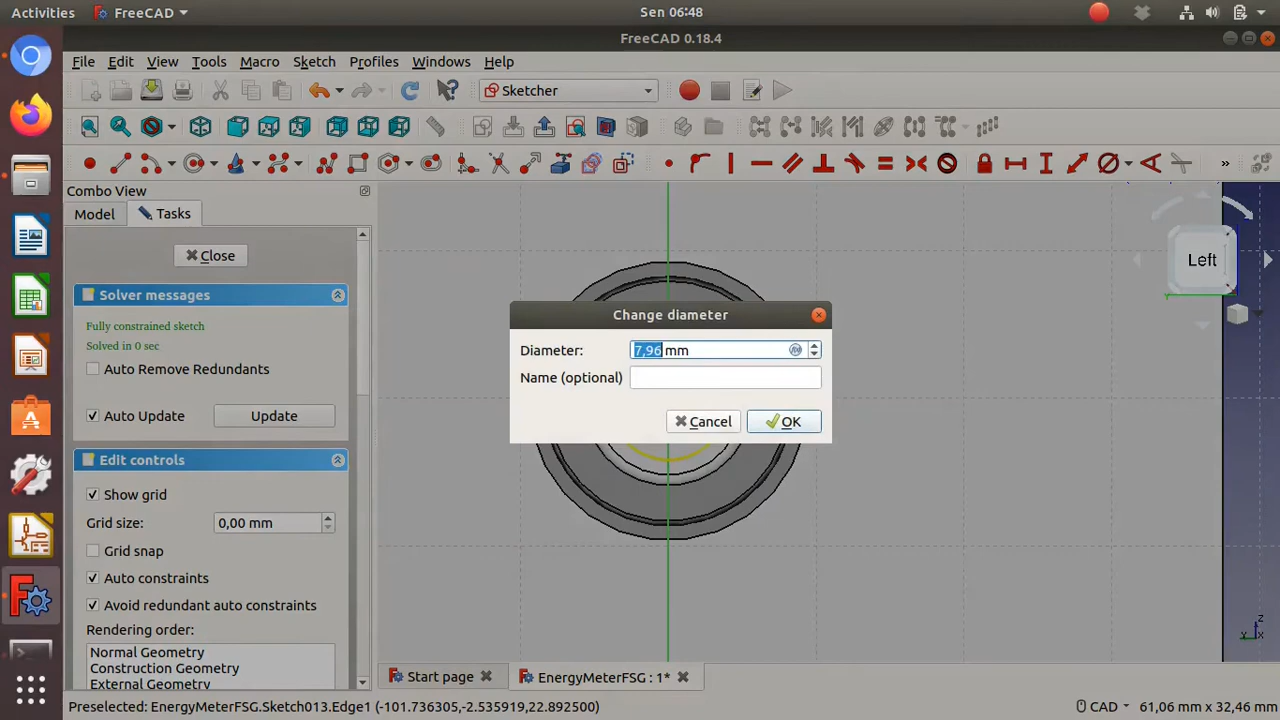 Activities FreeCAD Sen 06:48
FreeCAD 0.18.4
File Edit View Tools Macro Sketch Profiles Windows Help
Sketcher
Combo View
Model Tasks
Close
Left
Solver messages
Change diameter
Fully constrained sketch
Solved in 0 sec
Diameter: 7,96 mm
Auto Remove Redundants
Name (optional)
Auto Update Update
Cancel OK
Edit controls
Show grid
Grid size: 0,00 mm
Grid snap
Auto constraints
Avoid redundant auto constraints
Rendering order:
Normal Geometry
Construction Geometry
External Geometry
Z
Y X
Start page EnergyMeterFSG : 1*
Preselected: EnergyMeterFSG.Sketch013.Edge1 (-101.736305,-2.535919,22.892500) CAD 61,06 mm x 32,46 mm